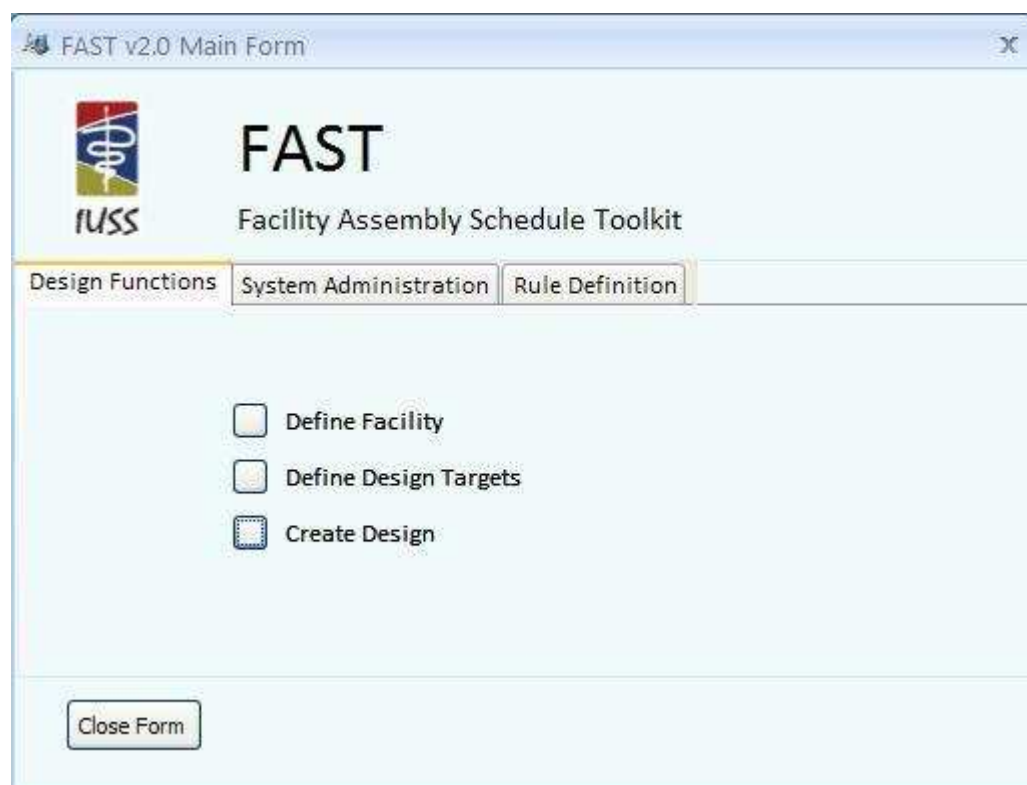 FAST v2.0 Main Form
x
FAST
IUSS
Facility Assembly Schedule Toolkit
Design Functions System Administration Rule Definition
Define Facility
Define Design Targets
Create Design
Close Form